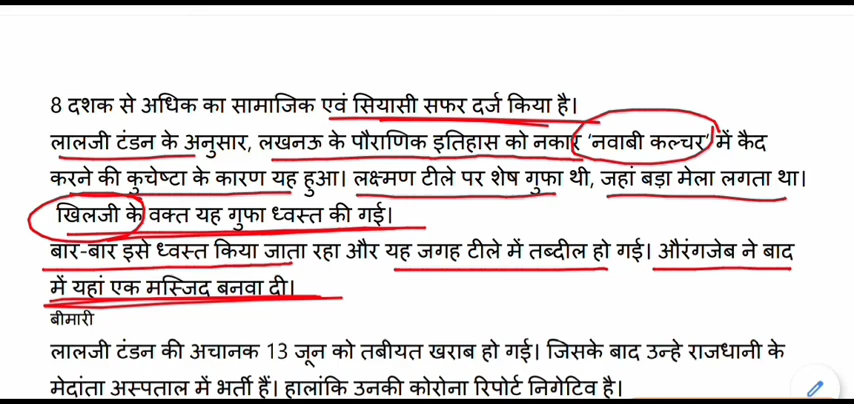 8 दशक से अधिक का सामाजिक एवं सियासी सफर दर्ज किया है।
लालजी टंडन के अनुसार, लखनऊ के पौराणिक इतिहास को नकार 'नवाबी कल्चर' में कैद
करने की कुचेष्टा के कारण यह हुआ। लक्ष्मण टीले पर शेष गुफा थी, जहां बड़ा मेला लगता था।
खिलजी के वक्त यह गुफा ध्वस्त की गई।
बार-बार इसे ध्वस्त किया जाता रहा और यह जगह टीले में तब्दील हो गई। औरंगजेब ने बाद
में यहां एक मस्जिद बनवा दी।
बीमारी
लालजी टंडन की अचानक 13 जून को तबीयत खराब हो गई। जिसके बाद उन्हे राजधानी के
मेदांता अस्पताल में भर्ती हैं। हालांकि उनकी कोरोना रिपोर्ट निगेटिव है।